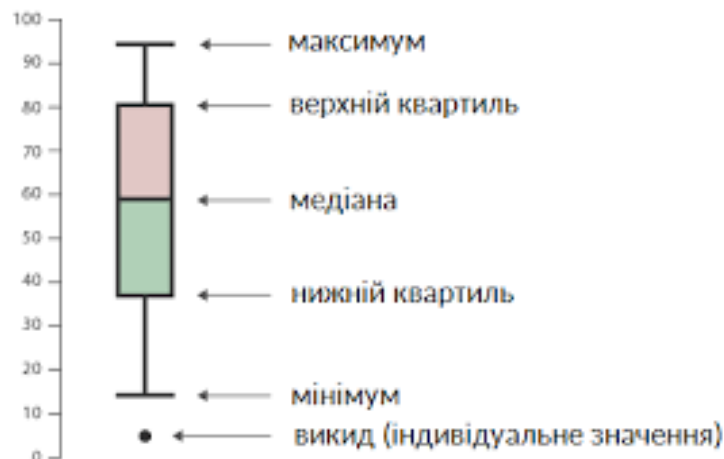 100
максимум
90
верхній квартиль
80
70
60
медіана
50
40
нижній квартиль
30
20
мінімум
10
викид (індивідуальне значення)
0